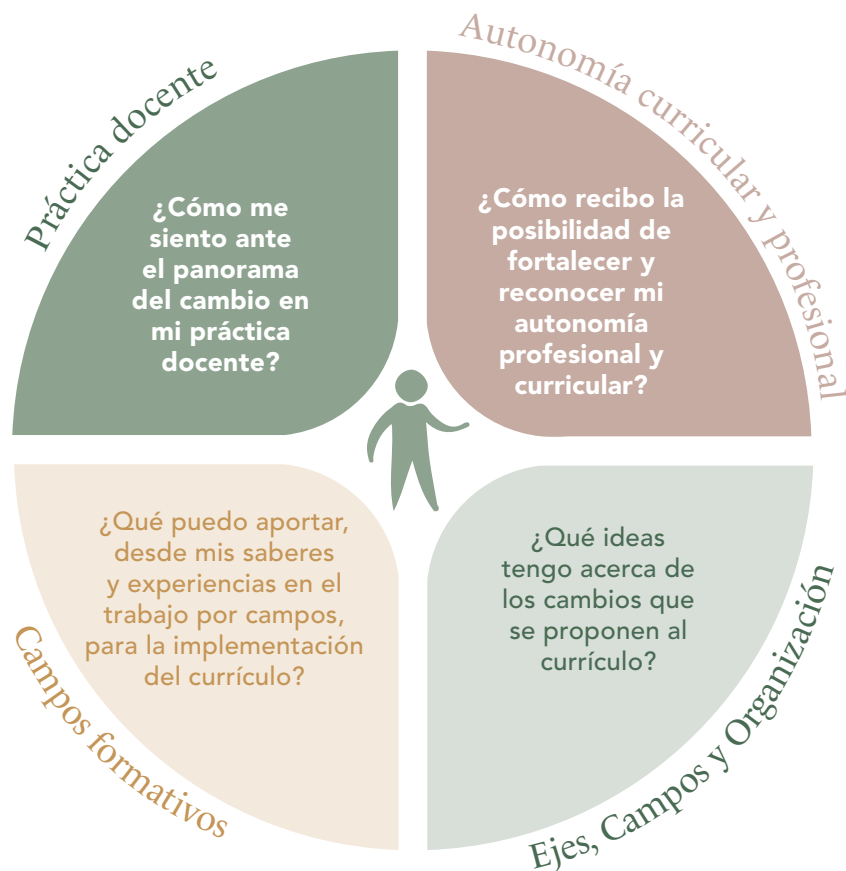 Práctica docente
¿Cómo me
siento ante
el panorama
del cambio en
mi práctica
docente?
Autonomía curricular y profesional
¿Cómo recibo la
posibilidad de
fortalecer y
reconocer mi
autonomía
profesional y
curricular?
Campos formativos
¿Qué puedo aportar,
desde mis saberes
y experiencias en el
trabajo por campos,
para la implementación
del currículo?
Ejes, Campos y Organización
¿Qué ideas
tengo acerca de
los cambios que
se proponen al
currículo?